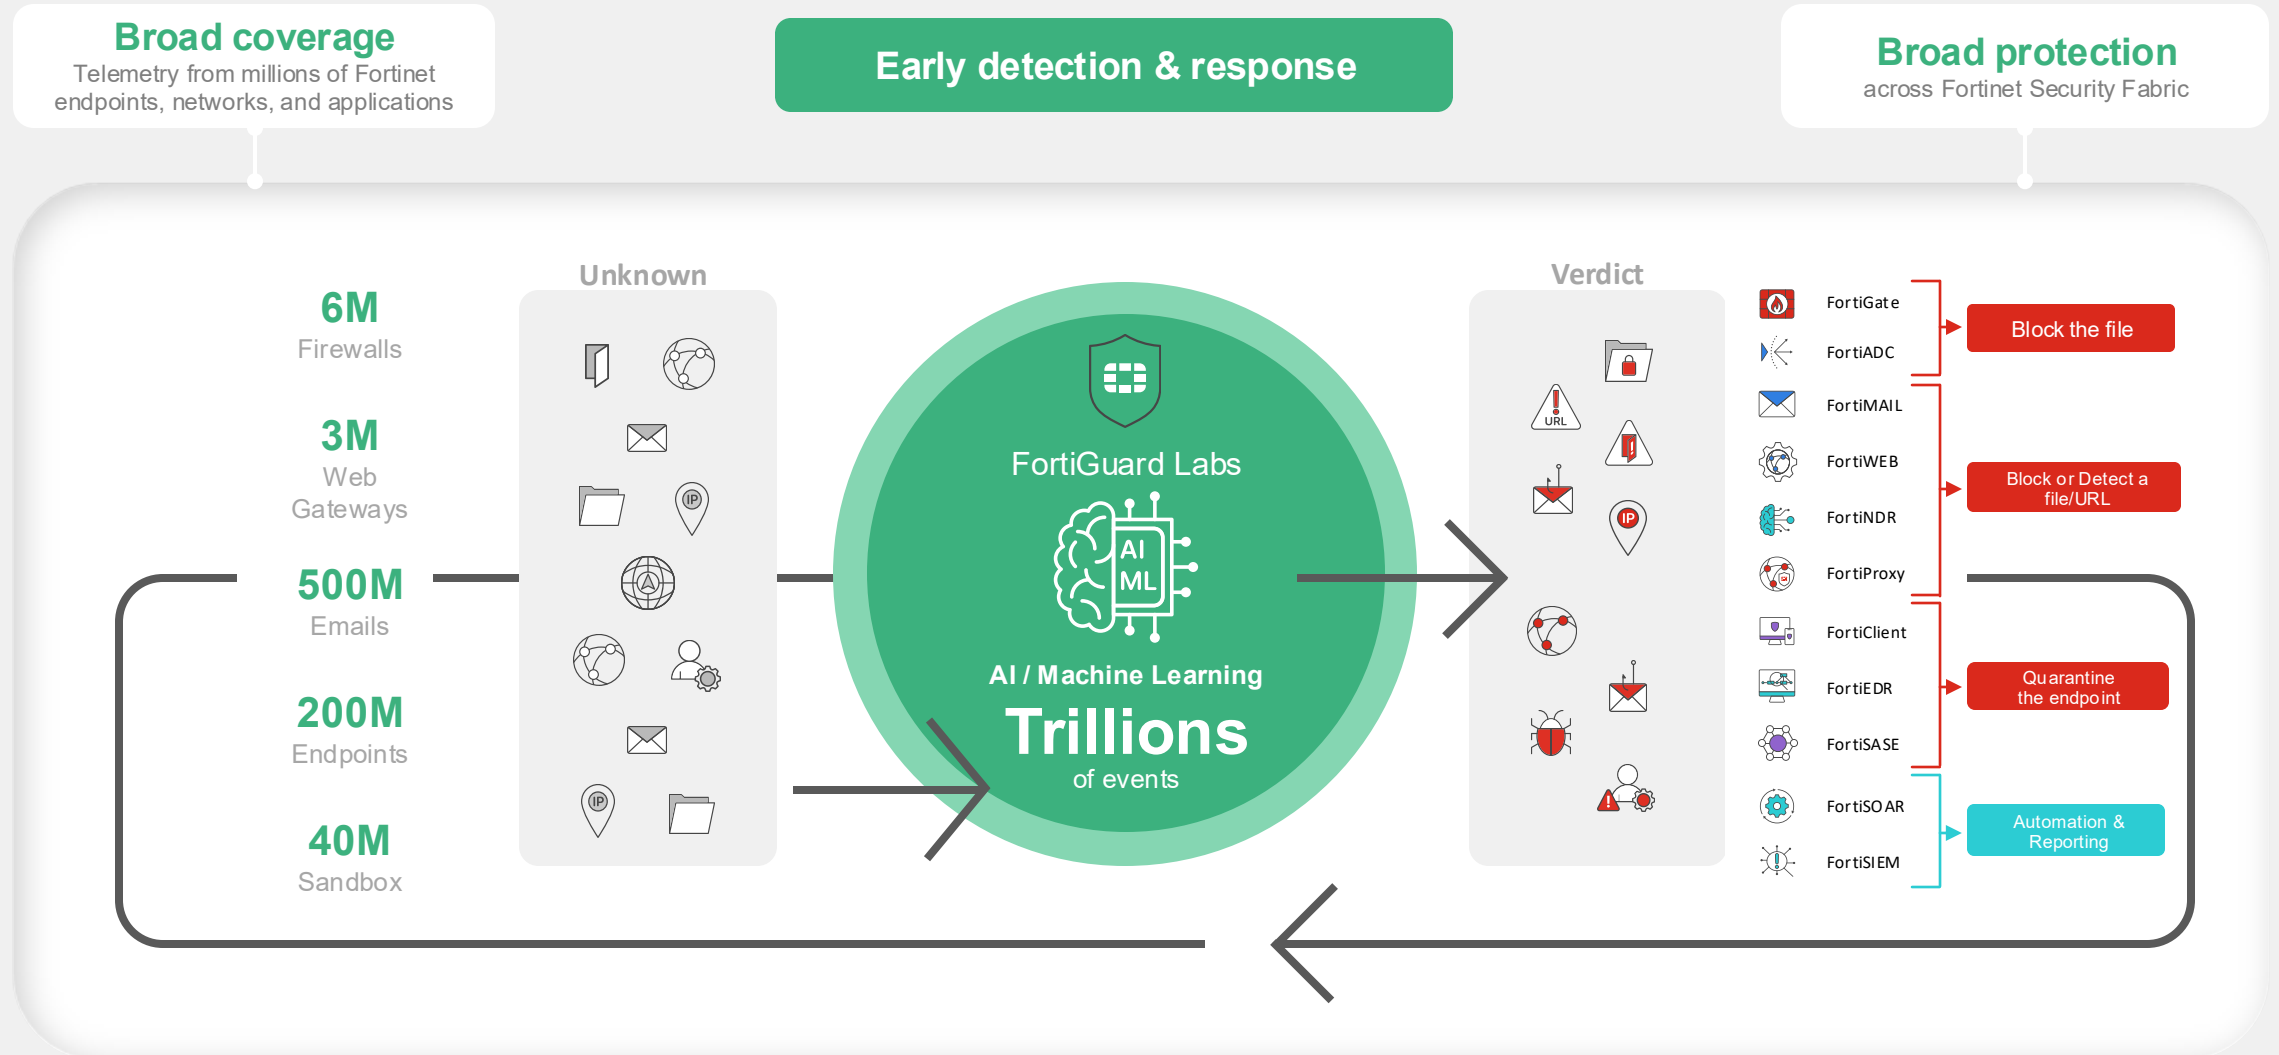 Broad coverage
Telemetry from millions of Fortinet
endpoints, networks, and applications
Early detection & response
Broad protection
across Fortinet Security Fabric
6M
Firewalls
3M
Web
Gateways
500M
Emails
200M
Endpoints
40M
Sandbox
Unknown
IP
IP
FortiGuard Labs
AI
ML
AI / Machine Learning
Trillions
of events
Verdict
URL
IP
FortiGate
FortiADC
Block the file
FortiMAIL
FortiWEB
FortiNDR
FortiProxy
Block or Detect a
file/URL
FortiClient
FortiEDR
FortiSASE
Quarantine
the endpoint
FortiSOAR
FortiSIEM
Automation &
Reporting